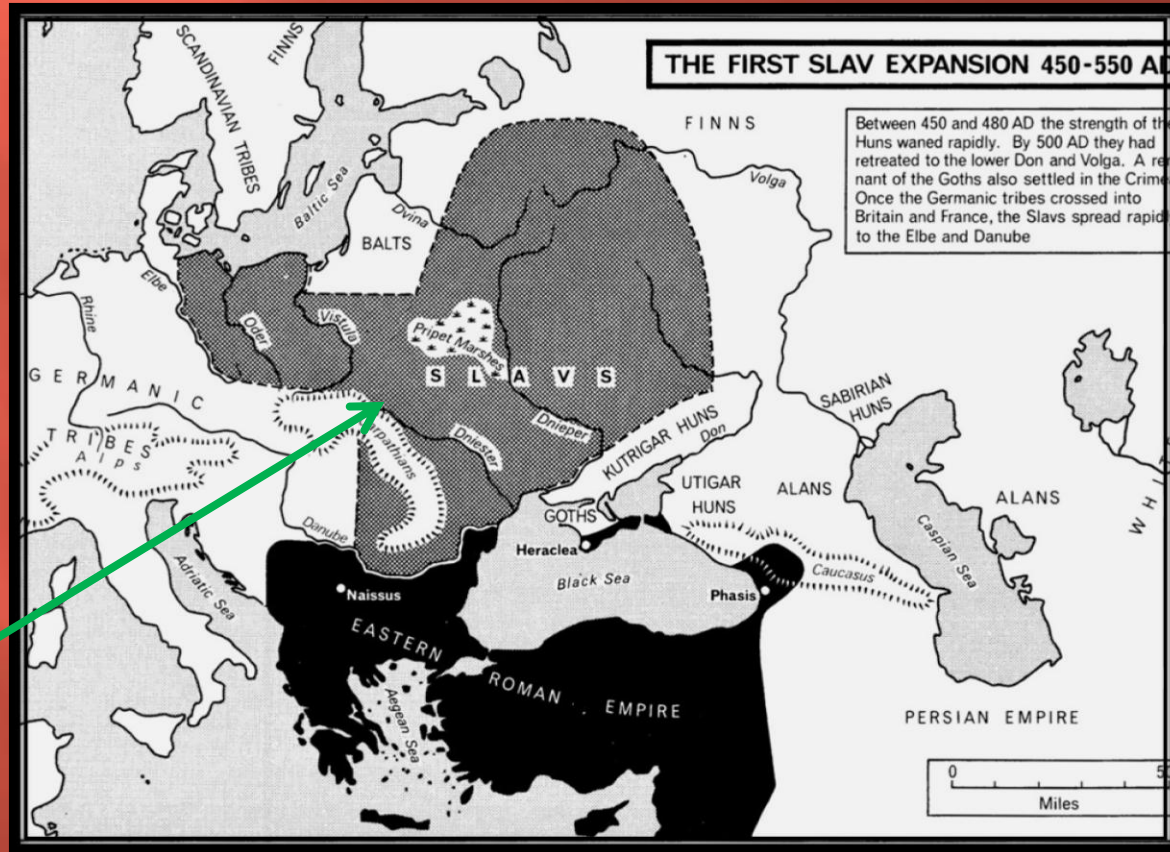 THE FIRST SLAV EXPANSION 450-550 AD
Between 450 and 480 AD the strength of the
Huns waned rapidly. By 500 AD they had
retreated to the lower Don and Volga. A
nant of the Goths also settled in the
Once the Germanic tribes crossed into
Britain and France, the Slavs spread
to the Elbe and Danube
SCANDINAVIAN TRIBES
FINNS
FINNS
Volga
Baltic Sea
Dvina
BALTS
Elbe
Rhine
Oder
Vistula
Pripet Marshes
SLAVS
GERMANIC
TRIBES
Alps
Dniester
Dnieper
KUTRIGAR HUNS
Don
SABIRIAN
HUNS
UTIGAR
HUNS
ALANS
ALANS
GOTHS
Danube
Adriatic Sea
Heraclea
Black Sea
Phasis
Caucasus
Caspian Sea
Naissus
EASTERN
ROMAN EMPIRE
Aegean Sea
PERSIAN EMPIRE
0
Miles